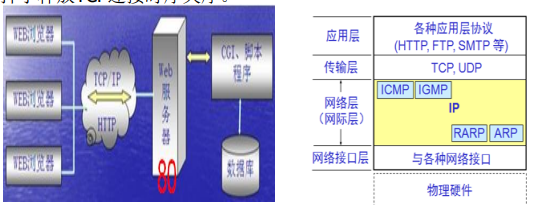 WEB浏览器
WEB浏览器
WEB浏览器
TCP/IP
HTTP
Web
服
务
器
80
CGI、脚本
程序
数据库
应用层
各种应用层协议
(HTTP, FTP, SMTP 等)
传输层
TCP, UDP
网络层
(网际层)
ICMP
IGMP
IP
RARP
ARP
网络接口层
与各种网络接口
物理硬件